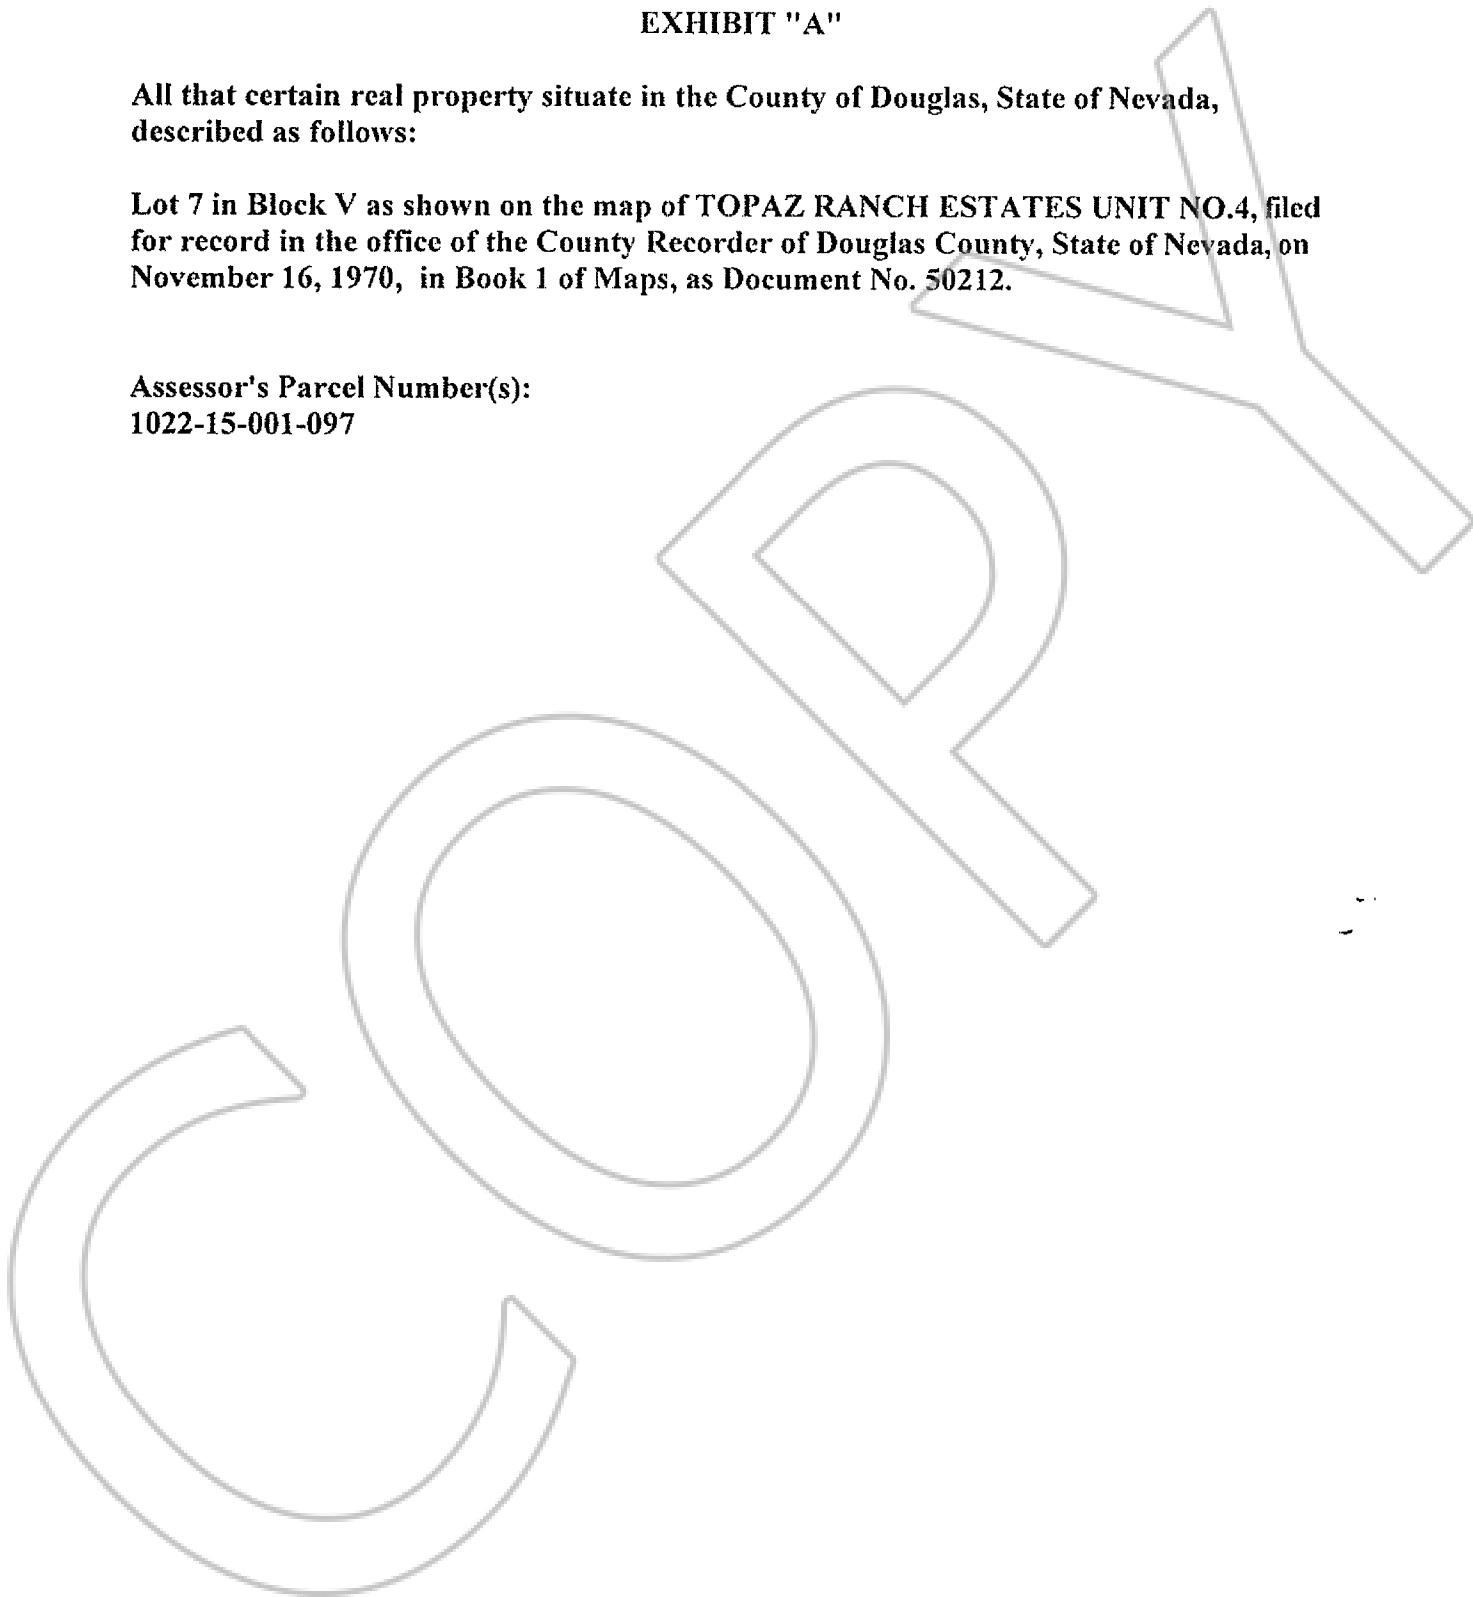 EXHIBIT "A"
All that certain real property situate in the County of Douglas, State of Nevada,
described as follows:
Lot 7 in Block V as shown on the map of TOPAZ RANCH ESTATES UNIT NO.4, filed
for record in the office of the County Recorder of Douglas County, State of Nevada, on
November 16, 1970,  in Book 1 of Maps, as Document No. 50212.
Assessor's Parcel Number(s):
1022-15-001-097
COPY